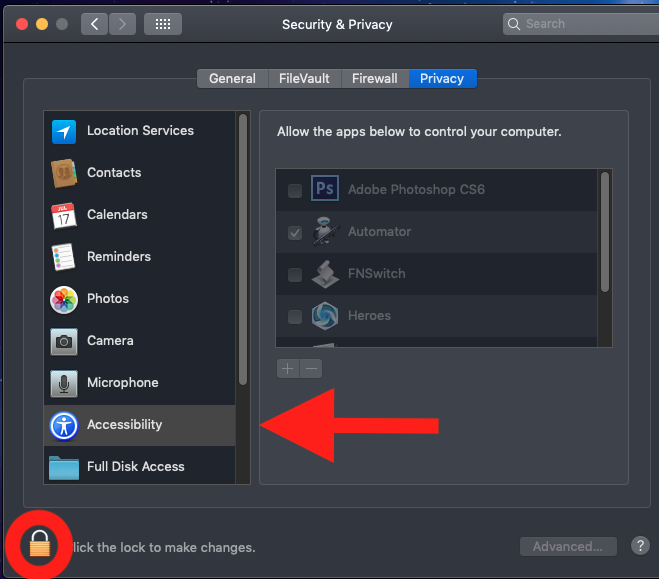 Security & Privacy
Search
General
FileVault
Firewall
Privacy
Location Services
Contacts
JUL
17
Calendars
Reminders
Photos
Camera
Microphone
Accessibility
Full Disk Access
Allow the apps below to control your computer.
Ps
Adobe Photoshop CS6
Automator
FNSwitch
Heroes
+
−
lick the lock to make changes.
Advanced...
?